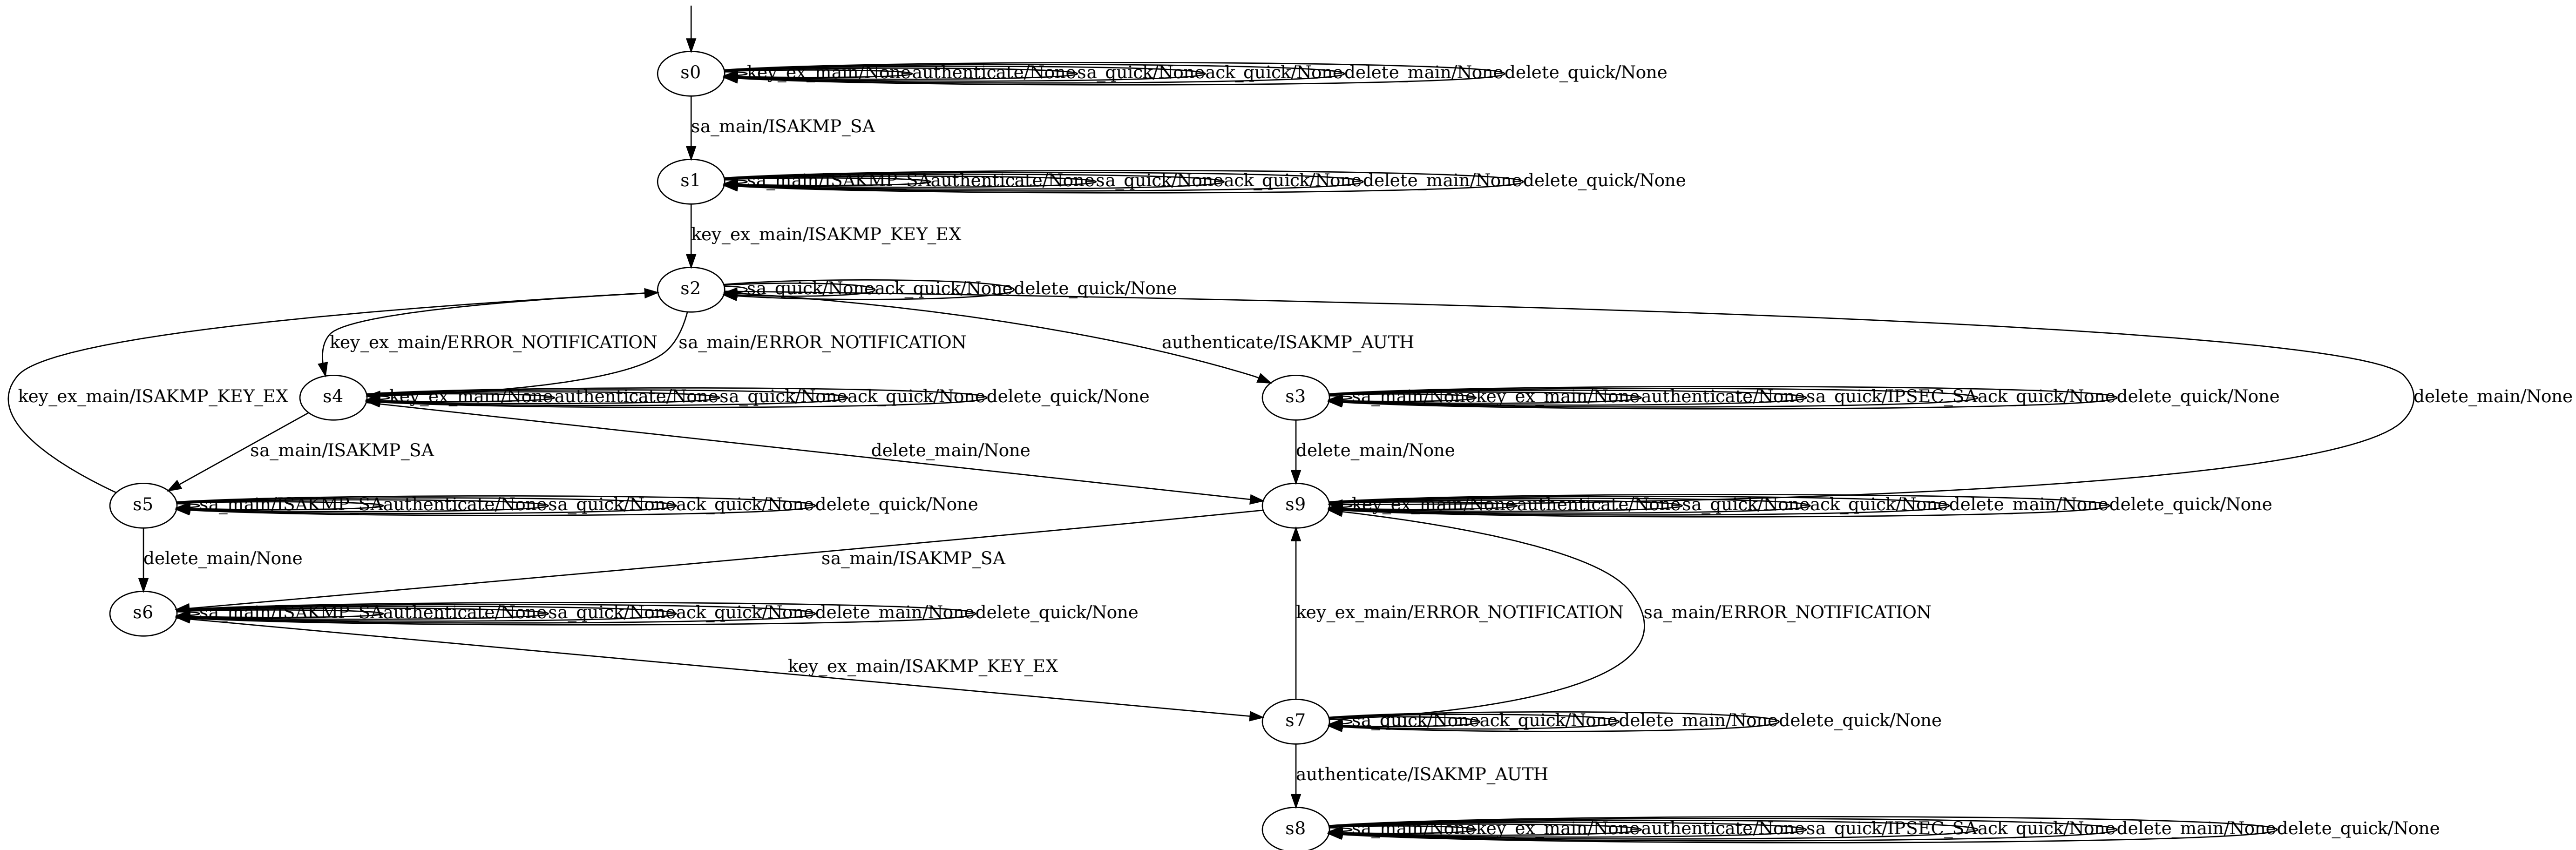 s0
key_ex_main/None authenticate/None sa_quick/None ack_quick/None delete_main/None delete_quick/None
sa_main/ISAKMP_SA
s1
sa_main/ISAKMP_SA authenticate/None sa_quick/None ack_quick/None delete_main/None delete_quick/None
key_ex_main/ISAKMP_KEY_EX
s2
sa_quick/None ack_quick/None delete_quick/None
key_ex_main/ERROR_NOTIFICATION
sa_main/ERROR_NOTIFICATION
authenticate/ISAKMP_AUTH
key_ex_main/ISAKMP_KEY_EX
s4
key_ex_main/None authenticate/None sa_quick/None ack_quick/None delete_quick/None
s3
sa_main/None key_ex_main/None authenticate/None sa_quick/IPSEC_SA ack_quick/None delete_quick/None
delete_main/None
sa_main/ISAKMP_SA
delete_main/None
delete_main/None
s5
sa_main/ISAKMP_SA authenticate/None sa_quick/None ack_quick/None delete_quick/None
s9
key_ex_main/None authenticate/None sa_quick/None ack_quick/None delete_main/None delete_quick/None
delete_main/None
sa_main/ISAKMP_SA
s6
sa_main/ISAKMP_SA authenticate/None sa_quick/None ack_quick/None delete_main/None delete_quick/None
key_ex_main/ERROR_NOTIFICATION
sa_main/ERROR_NOTIFICATION
key_ex_main/ISAKMP_KEY_EX
s7
sa_quick/None ack_quick/None delete_main/None delete_quick/None
authenticate/ISAKMP_AUTH
s8
sa_main/None key_ex_main/None authenticate/None sa_quick/IPSEC_SA ack_quick/None delete_main/None delete_quick/None